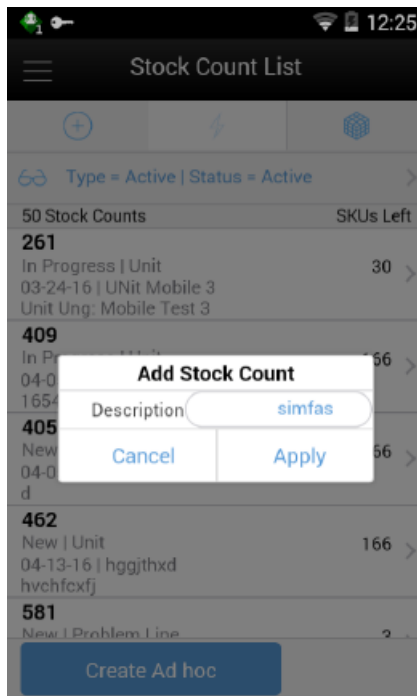 1
12:25
Stock Count List
Type = Active | Status = Active
50 Stock Counts SKUs Left
261
In Progress | Unit 30
03-24-16 | UNit Mobile 3
Unit Ung: Mobile Test 3
409
In Pr 66
04-0
1654
Add Stock Count
Description simfas
Cancel Apply
405
New 66
04-0
d
462
New | Unit 166
04-13-16 | hggjthxd
hvchfcxfj
581
New | Problem Line 3
Create Ad hoc